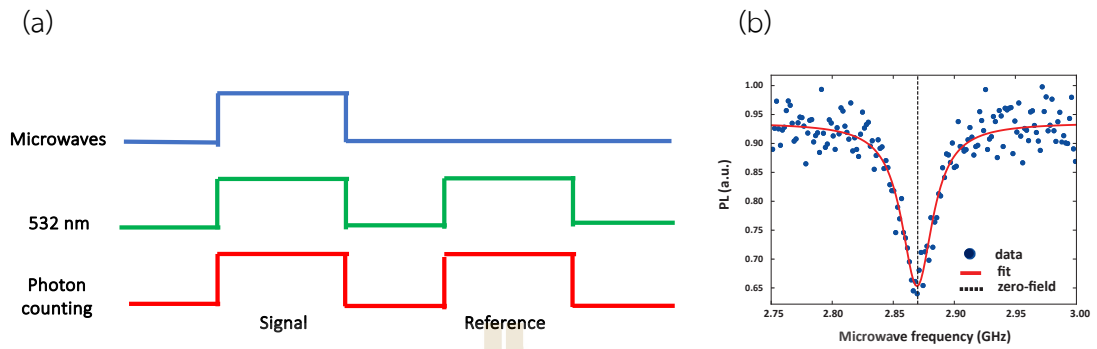 (a)
Microwaves
532 nm
Photon
counting
Signal
Reference
(b)
1.00
0.95
0.90
0.85
0.80
0.75
0.70
0.65
PL (a.u.)
data
fit
zero-field
2.75
2.80
2.85
2.90
2.95
3.00
Microwave frequency (GHz)